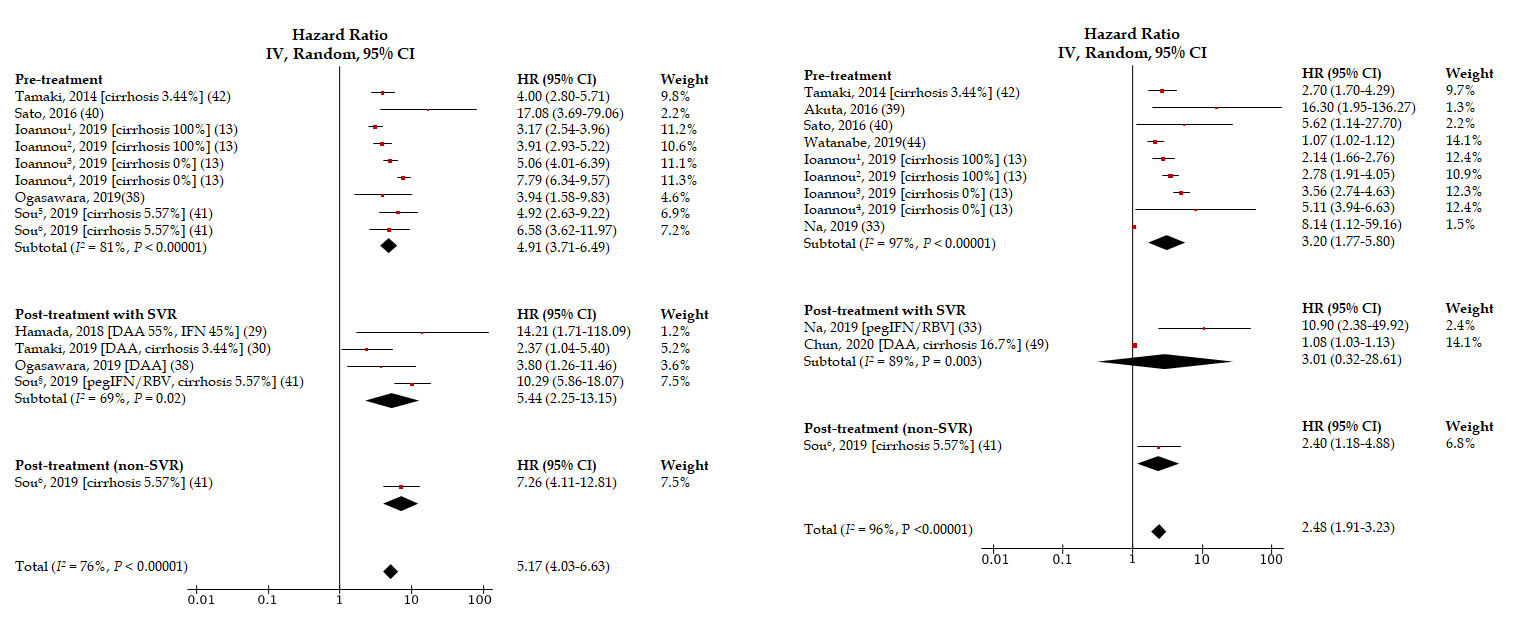 Hazard Ratio
IV, Random, 95% CI
Pre-treatment HR (95% CI) Weight
Tamaki, 2014 [cirrhosis 3.44%] (42) 4.00 (2.80-5.71) 9.8%
Sato, 2016 (40) 17.08 (3.69-79.06) 2.2%
Ioannou¹, 2019 [cirrhosis 100%] (13) 3.17 (2.54-3.96) 11.2%
Ioannou², 2019 [cirrhosis 100%] (13) 3.91 (2.93-5.22) 10.6%
Ioannou³, 2019 [cirrhosis 0%] (13) 5.06 (4.01-6.39) 11.1%
Ioannou⁴, 2019 [cirrhosis 0%] (13) 7.79 (6.34-9.57) 11.3%
Ogasawara, 2019(38) 3.94 (1.58-9.83) 4.6%
Sou⁵, 2019 [cirrhosis 5.57%] (41) 4.92 (2.63-9.22) 6.9%
Sou⁶, 2019 [cirrhosis 5.57%] (41) 6.58 (3.62-11.97) 7.2%
Subtotal (I² = 81%, P < 0.00001) 4.91 (3.71-6.49)
Post-treatment with SVR HR (95% CI) Weight
Hamada, 2018 [DAA 55%, IFN 45%] (29) 14.21 (1.71-118.09) 1.2%
Tamaki, 2019 [DAA, cirrhosis 3.44%] (30) 2.37 (1.04-5.40) 5.2%
Ogasawara, 2019 [DAA] (38) 3.80 (1.26-11.46) 3.6%
Sou⁵, 2019 [pegIFN/RBV, cirrhosis 5.57%] (41) 10.29 (5.86-18.07) 7.5%
Subtotal (I² = 69%, P = 0.02) 5.44 (2.25-13.15)
Post-treatment (non-SVR) HR (95% CI) Weight
Sou⁶, 2019 [cirrhosis 5.57%] (41) 7.26 (4.11-12.81) 7.5%
Total (I² = 76%, P < 0.00001) 5.17 (4.03-6.63)
0.01 0.1 1 10 100
Hazard Ratio
IV, Random, 95% CI
Pre-treatment HR (95% CI) Weight
Tamaki, 2014 [cirrhosis 3.44%] (42) 2.70 (1.70-4.29) 9.7%
Akuta, 2016 (39) 16.30 (1.95-136.27) 1.3%
Sato, 2016 (40) 5.62 (1.14-27.70) 2.2%
Watanabe, 2019(44) 1.07 (1.02-1.12) 14.1%
Ioannou¹, 2019 [cirrhosis 100%] (13) 2.14 (1.66-2.76) 12.4%
Ioannou², 2019 [cirrhosis 100%] (13) 2.78 (1.91-4.05) 10.9%
Ioannou³, 2019 [cirrhosis 0%] (13) 3.56 (2.74-4.63) 12.3%
Ioannou⁴, 2019 [cirrhosis 0%] (13) 5.11 (3.94-6.63) 12.4%
Na, 2019 (33) 8.14 (1.12-59.16) 1.5%
Subtotal (I² = 97%, P < 0.00001) 3.20 (1.77-5.80)
Post-treatment with SVR HR (95% CI) Weight
Na, 2019 [pegIFN/RBV] (33) 10.90 (2.38-49.92) 2.4%
Chun, 2020 [DAA, cirrhosis 16.7%] (49) 1.08 (1.03-1.13) 14.1%
Subtotal (I² = 89%, P = 0.003) 3.01 (0.32-28.61)
Post-treatment (non-SVR) HR (95% CI) Weight
Sou⁶, 2019 [cirrhosis 5.57%] (41) 2.40 (1.18-4.88) 6.8%
Total (I² = 96%, P <0.00001) 2.48 (1.91-3.23)
0.01 0.1 1 10 100